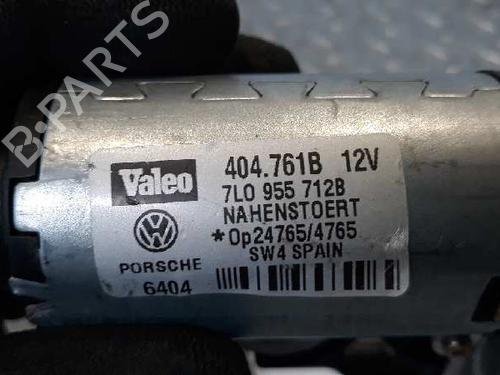 Valeo 404.761B 12V
7L0 955 712B
NAHENSTOERT
*Op24765/4765
SW4 SPAIN
PORSCHE
6404
B-PARTS